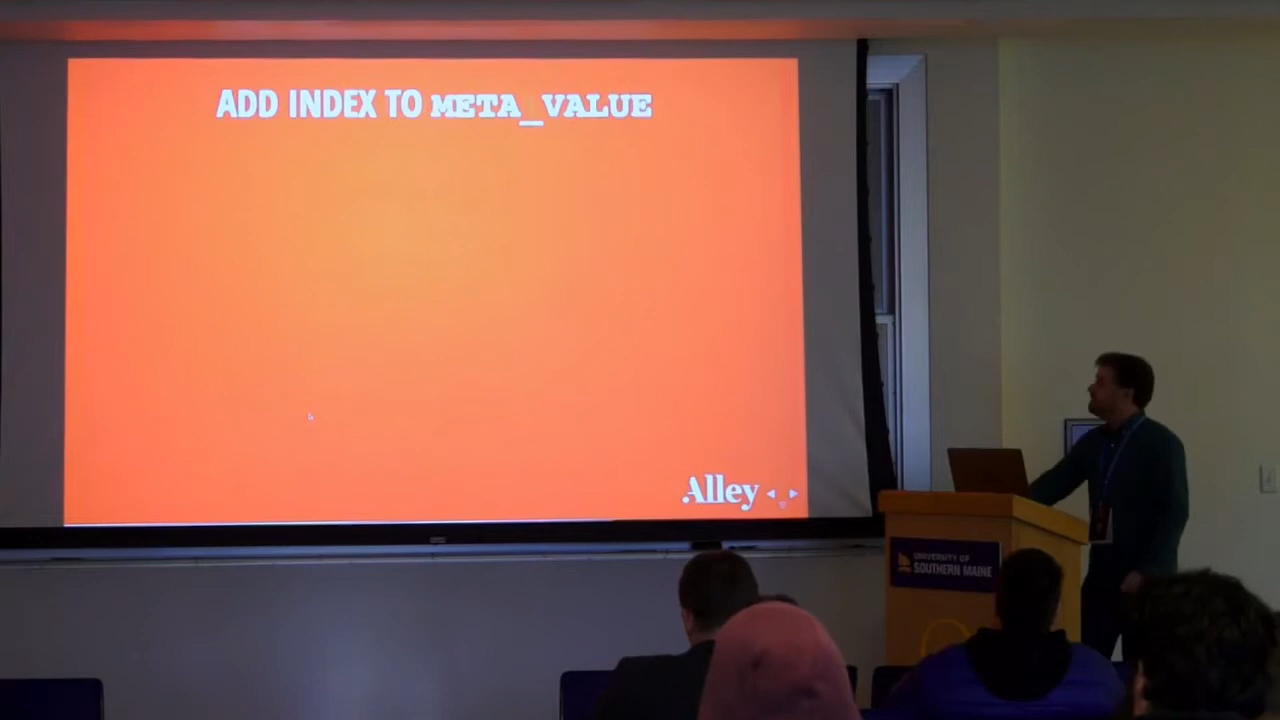 ADD INDEX TO META_VALUE
Alley
UNIVERSITY OF
SOUTHERN MAINE